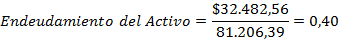 Endeudamiento del Activo = $32.482,56 / 81.206,39 = 0,40